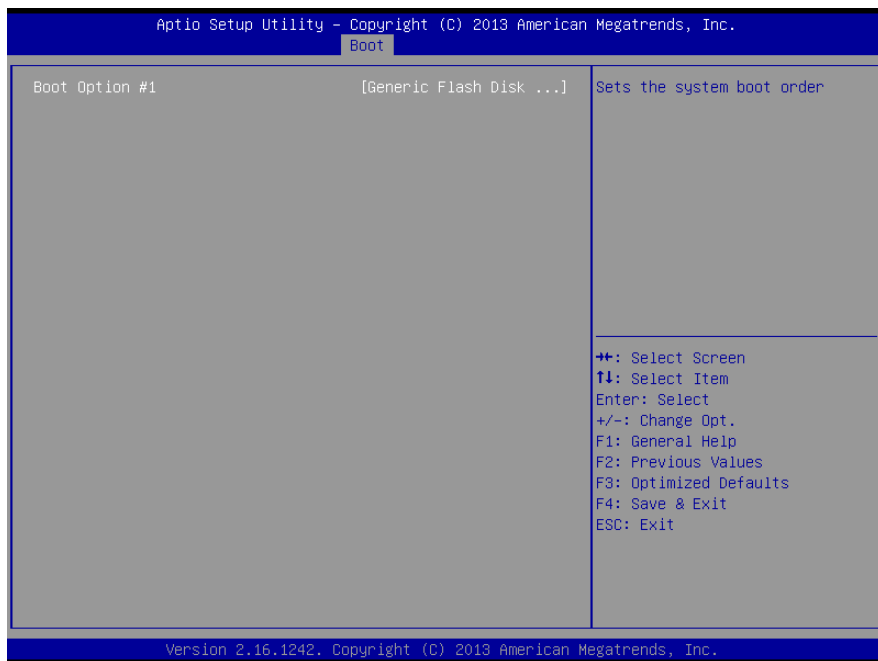 Aptio Setup Utility – Copyright (C) 2013 American Megatrends, Inc.
Boot
Boot Option #1 [Generic Flash Disk ...]
Sets the system boot order
→←: Select Screen
↑↓: Select Item
Enter: Select
+/-: Change Opt.
F1: General Help
F2: Previous Values
F3: Optimized Defaults
F4: Save & Exit
ESC: Exit
Version 2.16.1242. Copyright (C) 2013 American Megatrends, Inc.